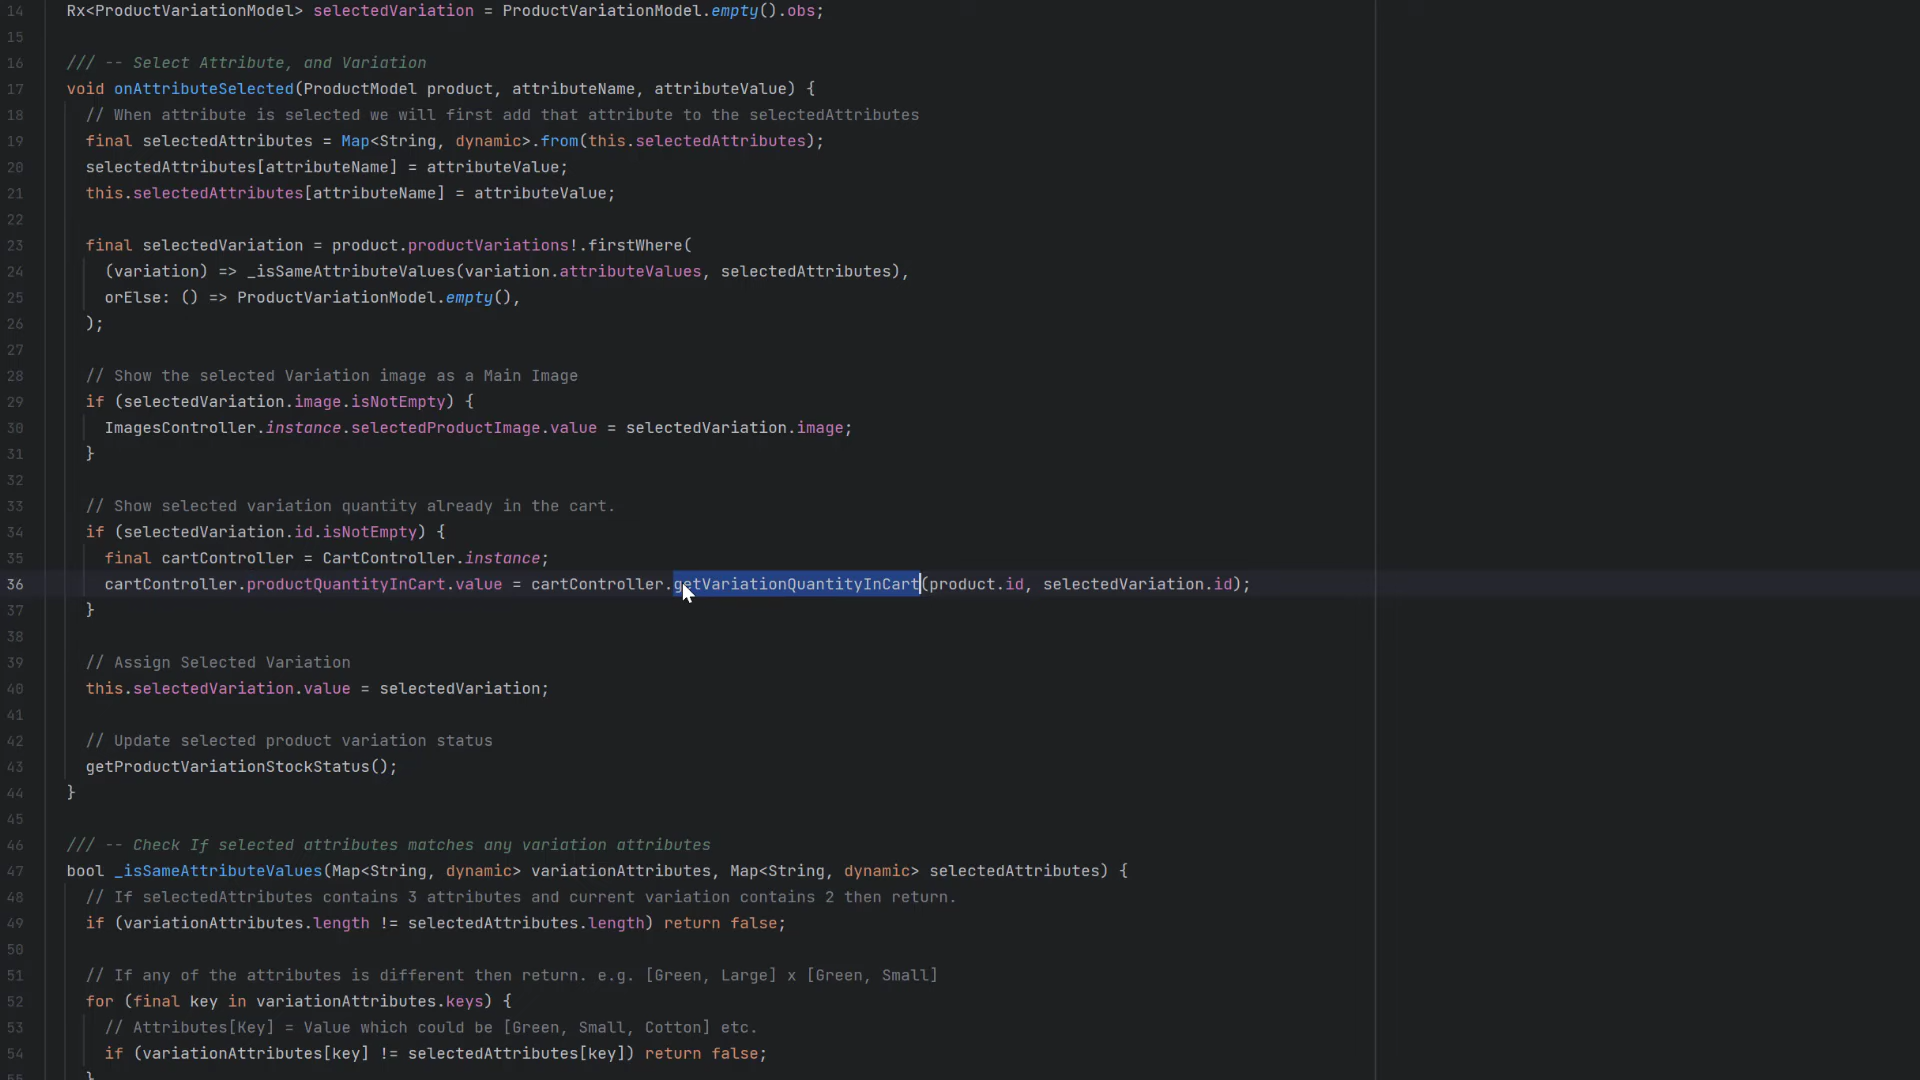 14 Rx<ProductVariationModel> selectedVariation = ProductVariationModel.empty().obs;
15
16 /// -- Select Attribute, and Variation
17 void onAttributeSelected(ProductModel product, attributeName, attributeValue) {
18 // When attribute is selected we will first add that attribute to the selectedAttributes
19 final selectedAttributes = Map<String, dynamic>.from(this.selectedAttributes);
20 selectedAttributes[attributeName] = attributeValue;
21 this.selectedAttributes[attributeName] = attributeValue;
22
23 final selectedVariation = product.productVariations!.firstWhere(
24 (variation) => _isSameAttributeValues(variation.attributeValues, selectedAttributes),
25 orElse: () => ProductVariationModel.empty(),
26 );
27
28 // Show the selected Variation image as a Main Image
29 if (selectedVariation.image.isNotEmpty) {
30 ImagesController.instance.selectedProductImage.value = selectedVariation.image;
31 }
32
33 // Show selected variation quantity already in the cart.
34 if (selectedVariation.id.isNotEmpty) {
35 final cartController = CartController.instance;
36 cartController.productQuantityInCart.value = cartController.getVariationQuantityInCart(product.id, selectedVariation.id);
37 }
38
39 // Assign Selected Variation
40 this.selectedVariation.value = selectedVariation;
41
42 // Update selected product variation status
43 getProductVariationStockStatus();
44 }
45
46 /// -- Check If selected attributes matches any variation attributes
47 bool _isSameAttributeValues(Map<String, dynamic> variationAttributes, Map<String, dynamic> selectedAttributes) {
48 // If selectedAttributes contains 3 attributes and current variation contains 2 then return.
49 if (variationAttributes.length != selectedAttributes.length) return false;
50
51 // If any of the attributes is different then return. e.g. [Green, Large] x [Green, Small]
52 for (final key in variationAttributes.keys) {
53 // Attributes[Key] = Value which could be [Green, Small, Cotton] etc.
54 if (variationAttributes[key] != selectedAttributes[key]) return false;
55 }